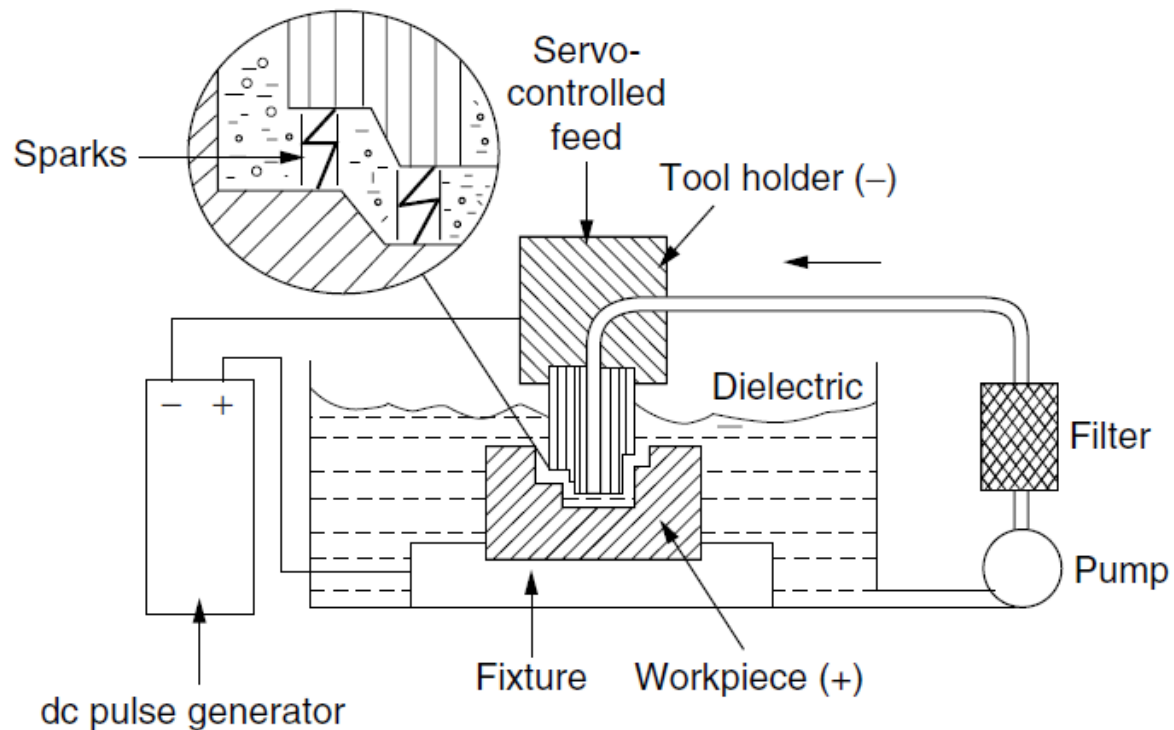 Servo-
controlled
feed
Sparks
Tool holder (–)
Dielectric
– +
Filter
Pump
Fixture
Workpiece (+)
dc pulse generator